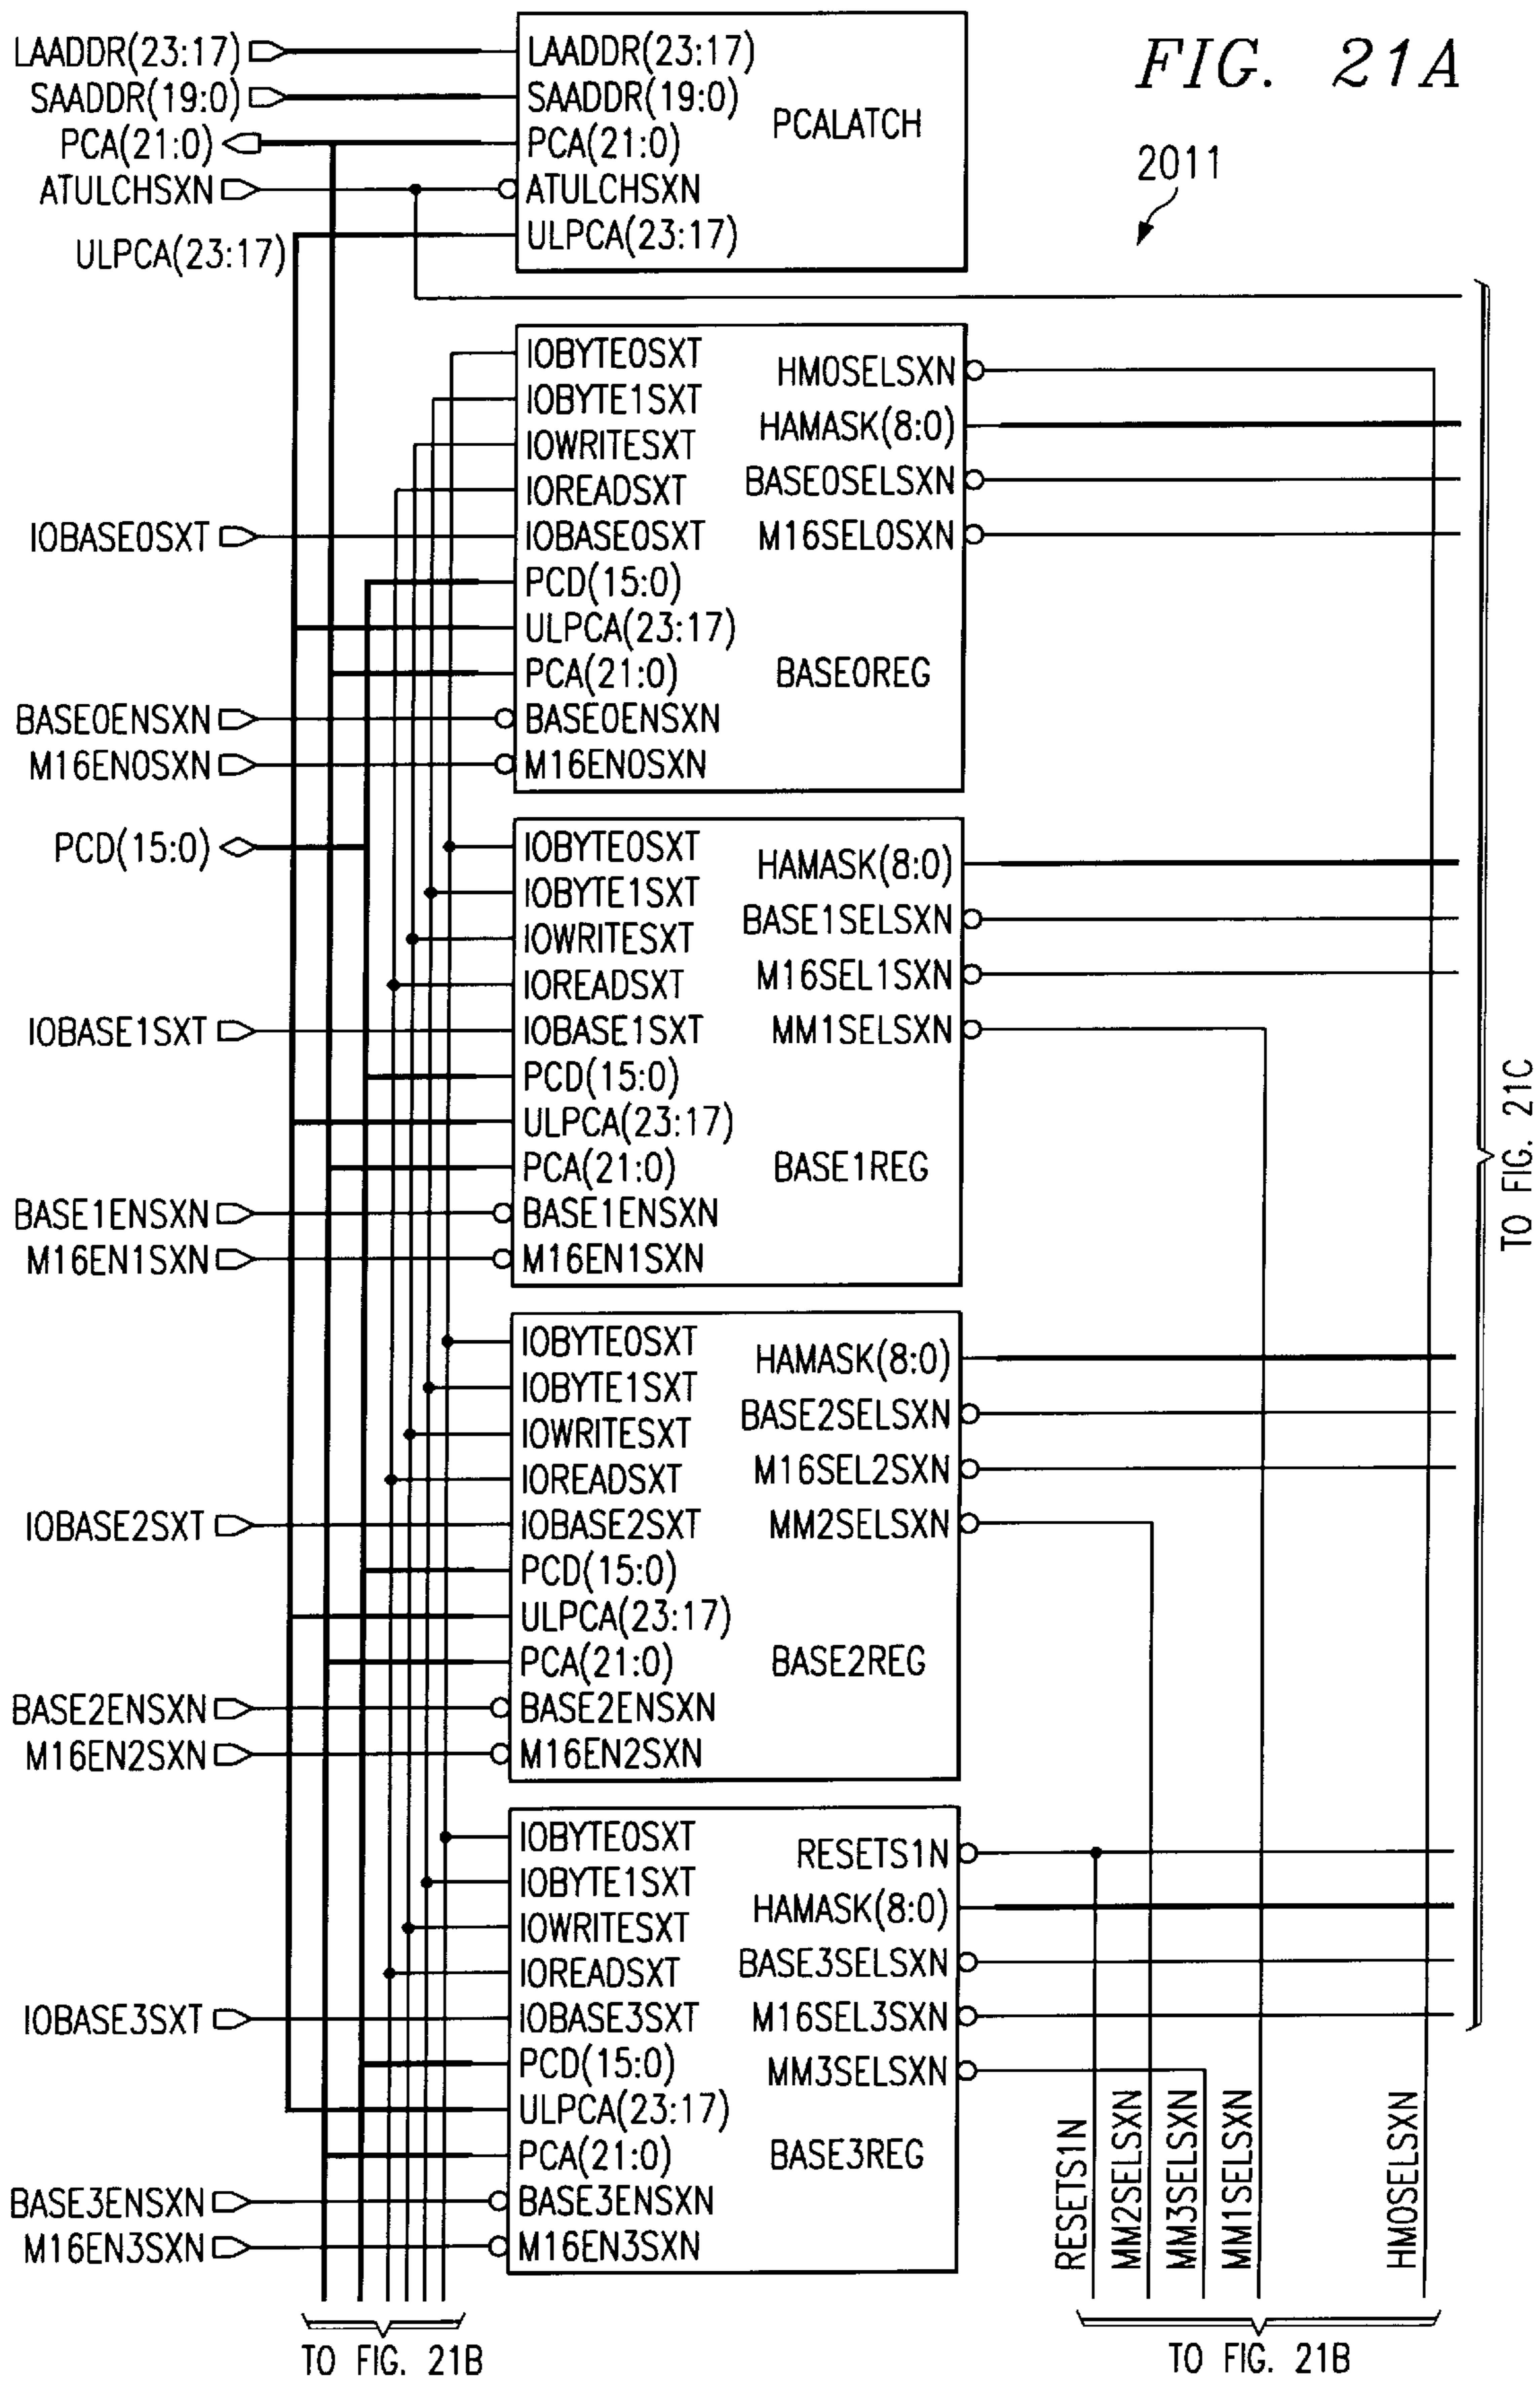 FIG. 21A
2011
LAADDR(23:17)
SAADDR(19:0)
PCA(21:0)
ATULCHSXN
ULPCA(23:17)
LAADDR(23:17)
SAADDR(19:0)
PCA(21:0)
ATULCHSXN
ULPCA(23:17)
PCALATCH
IOBASE0SXT
BASE0ENSXN
M16EN0SXN
IOBYTE0SXT
IOBYTE1SXT
IOWRITESXT
IOREADSXT
IOBASE0SXT
PCD(15:0)
ULPCA(23:17)
PCA(21:0)
BASE0ENSXN
M16EN0SXN
HM0SELSXN
HAMASK(8:0)
BASE0SELSXN
M16SEL0SXN
BASE0REG
PCD(15:0)
IOBASE1SXT
BASE1ENSXN
M16EN1SXN
IOBYTE0SXT
IOBYTE1SXT
IOWRITESXT
IOREADSXT
IOBASE1SXT
PCD(15:0)
ULPCA(23:17)
PCA(21:0)
BASE1ENSXN
M16EN1SXN
HAMASK(8:0)
BASE1SELSXN
M16SEL1SXN
MM1SELSXN
BASE1REG
IOBASE2SXT
BASE2ENSXN
M16EN2SXN
IOBYTE0SXT
IOBYTE1SXT
IOWRITESXT
IOREADSXT
IOBASE2SXT
PCD(15:0)
ULPCA(23:17)
PCA(21:0)
BASE2ENSXN
M16EN2SXN
HAMASK(8:0)
BASE2SELSXN
M16SEL2SXN
MM2SELSXN
BASE2REG
IOBASE3SXT
BASE3ENSXN
M16EN3SXN
IOBYTE0SXT
IOBYTE1SXT
IOWRITESXT
IOREADSXT
IOBASE3SXT
PCD(15:0)
ULPCA(23:17)
PCA(21:0)
BASE3ENSXN
M16EN3SXN
RESETS1N
HAMASK(8:0)
BASE3SELSXN
M16SEL3SXN
MM3SELSXN
BASE3REG
RESETS1N
MM2SELSXN
MM3SELSXN
MM1SELSXN
HM0SELSXN
TO FIG. 21C
TO FIG. 21B
TO FIG. 21B